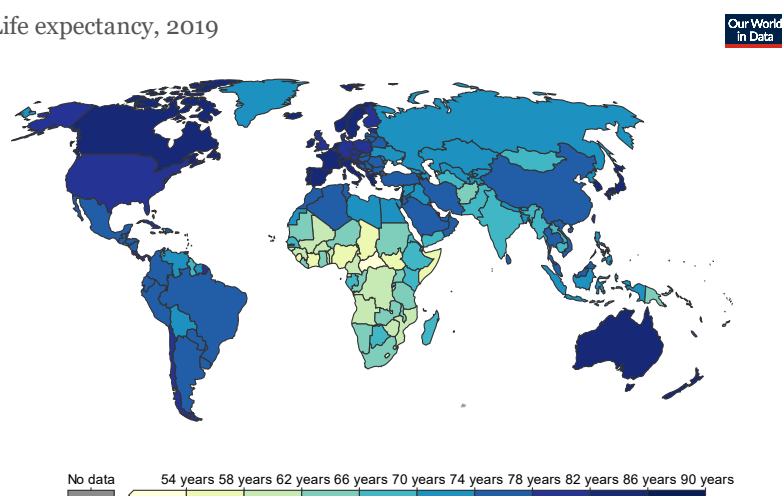 Life expectancy, 2019
Our World
in Data
No data
54 years 58 years 62 years 66 years 70 years 74 years 78 years 82 years 86 years 90 years